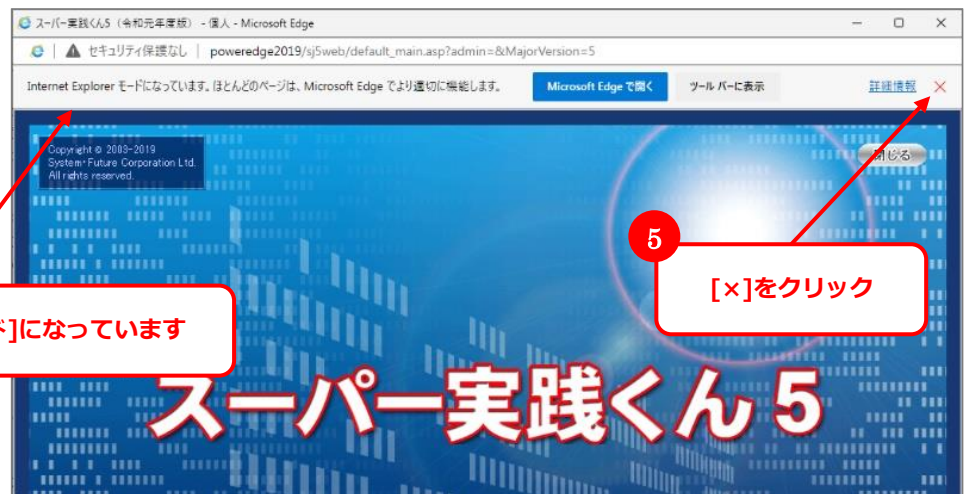 スーパー実践くん5（令和元年度版） - 個人 - Microsoft Edge
セキュリティ保護なし | poweredge2019/sj5web/default_main.asp?admin=&MajorVersion=5
Internet Explorer モードになっています。ほとんどのページは、Microsoft Edge でより適切に機能します。 Microsoft Edge で開く ツール バーに表示 詳細情報
Copyright © 2003-2019
System・Future Corporation Ltd.
All rights reserved.
閉じる
5
[×]をクリック
]になっています
スーパー実践くん５